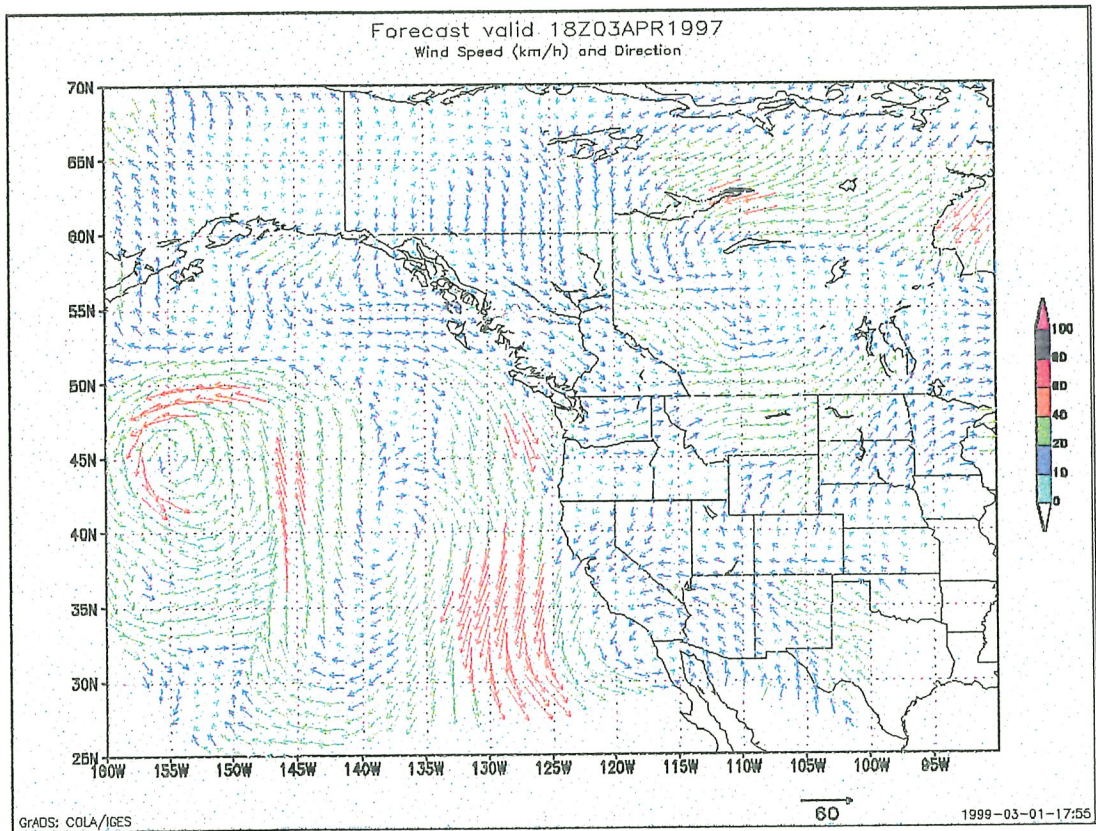 Forecast valid 18Z03APR1997
Wind Speed (km/h) and Direction
70N
65N
60N
55N
50N
45N
40N
35N
30N
25N
160W 155W 150W 145W 140W 135W 130W 125W 120W 115W 110W 105W 100W 95W
100
80
60
40
20
10
0
60
GrADS: COLA/IGES
1999-03-01-17:55